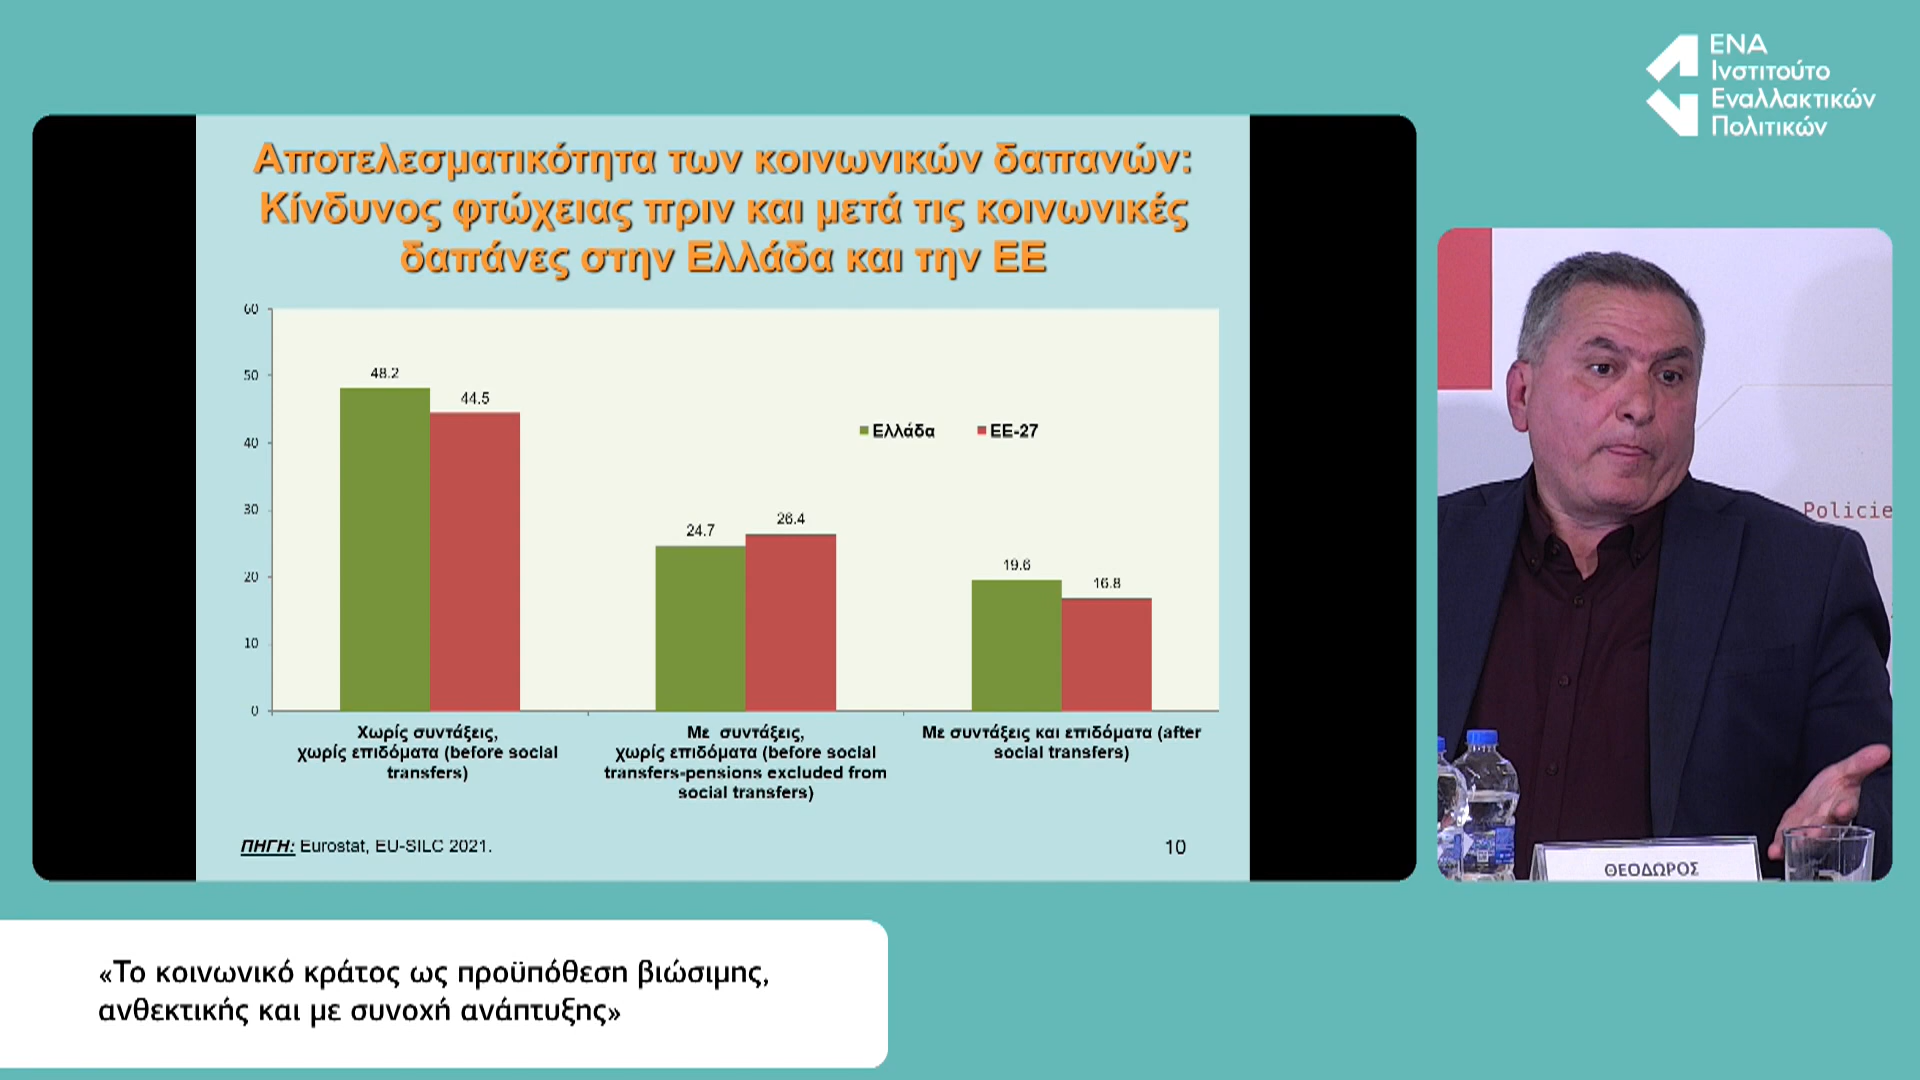 ΕΝΑ
Ινστιτούτο
Εναλλακτικών
Πολιτικών
Αποτελεσματικότητα των κοινωνικών δαπανών:
Κίνδυνος φτώχειας πριν και μετά τις κοινωνικές
δαπάνες στην Ελλάδα και την ΕΕ
60
50
40
30
20
10
0
48.2
44.5
24.7
26.4
19.6
16.8
Ελλάδα
ΕΕ-27
Χωρίς συντάξεις,
χωρίς επιδόματα (before social
transfers)
Με συντάξεις,
χωρίς επιδόματα (before social
transfers-pensions excluded from
social transfers)
Με συντάξεις και επιδόματα (after
social transfers)
ΠΗΓΗ: Eurostat, EU-SILC 2021.
10
Policie
ΘΕΟΔΩΡΟΣ
«Το κοινωνικό κράτος ως προϋπόθεση βιώσιμης,
ανθεκτικής και με συνοχή ανάπτυξης»